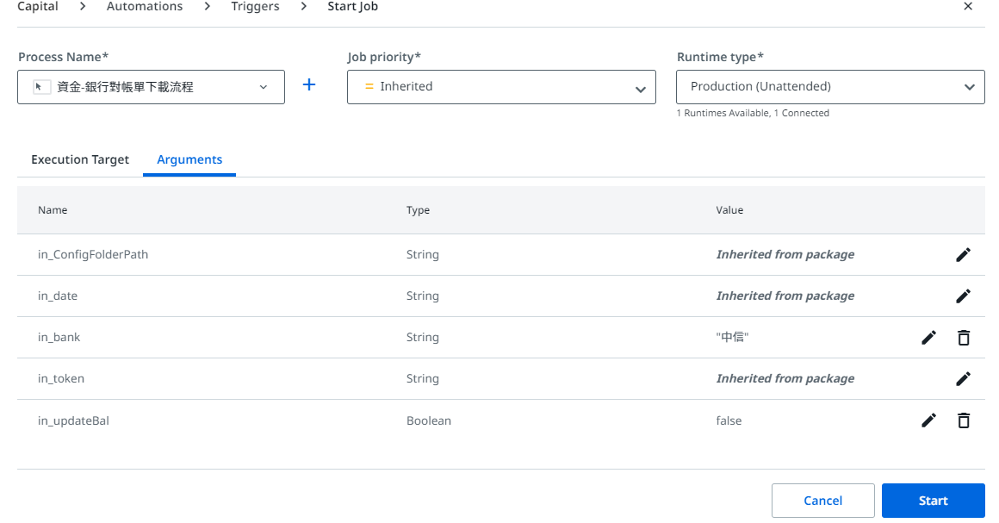 Capital > Automations > Triggers > Start Job
Process Name* Job priority* Runtime type*
資金-銀行對帳單下載流程 Inherited Production (Unattended)
1 Runtimes Available, 1 Connected
Execution Target Arguments
Name Type Value
in_ConfigFolderPath String Inherited from package
in_date String Inherited from package
in_bank String "中信"
in_token String Inherited from package
in_updateBal Boolean false
Cancel Start